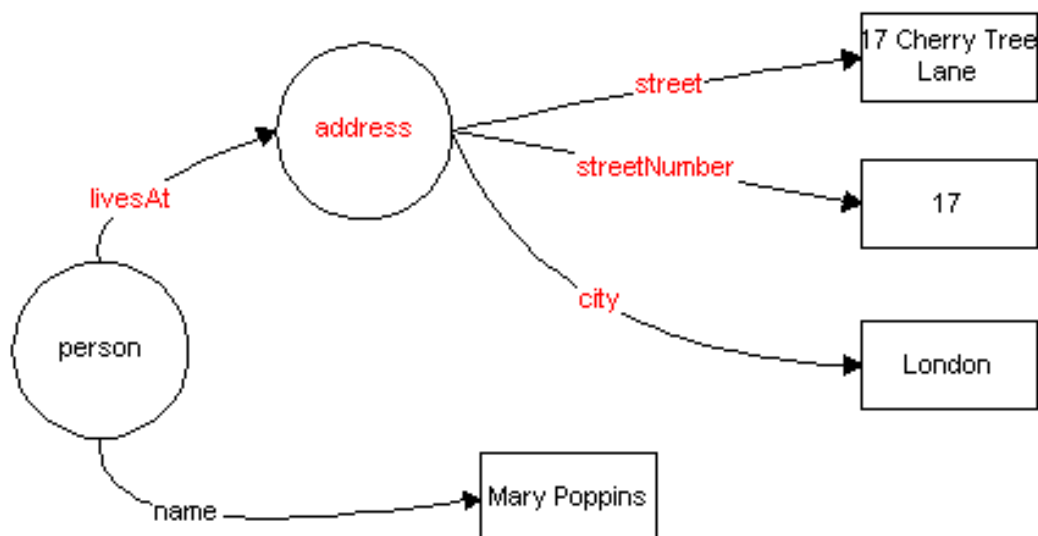 17 Cherry Tree
Lane
street
address
streetNumber
17
livesAt
city
person
London
Mary Poppins
name